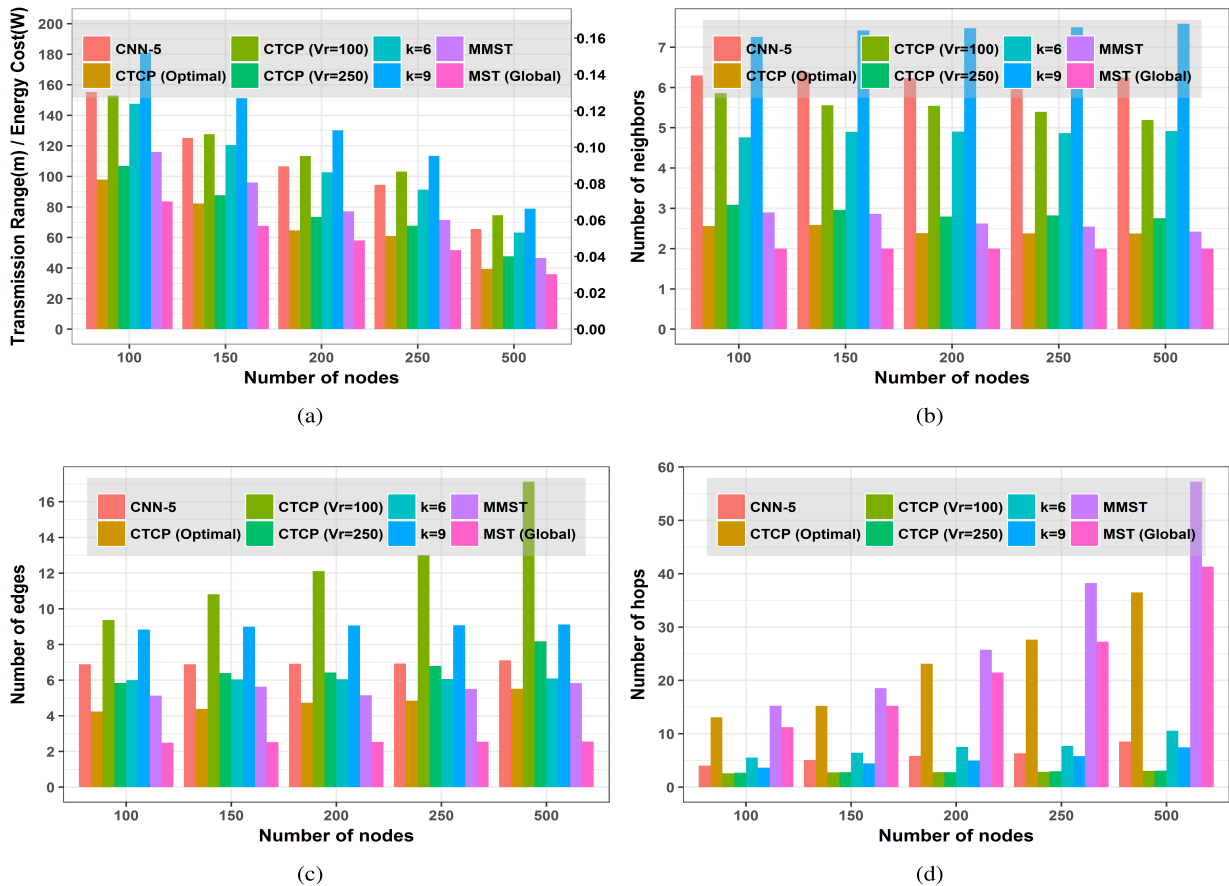 Transmission Range(m) / Energy Cost(W)
200
180
160
140
120
100
80
60
40
20
0
0.16
0.14
0.12
0.10
0.08
0.06
0.04
0.02
0.00
CNN-5
CTCP (Vr=100)
k=6
MMST
CTCP (Optimal)
CTCP (Vr=250)
k=9
MST (Global)
100 150 200 250 500
Number of nodes
(a)
Number of neighbors
7
6
5
4
3
2
1
0
CNN-5
CTCP (Vr=100)
k=6
MMST
CTCP (Optimal)
CTCP (Vr=250)
k=9
MST (Global)
100 150 200 250 500
Number of nodes
(b)
Number of edges
16
14
12
10
8
6
4
2
0
CNN-5
CTCP (Vr=100)
k=6
MMST
CTCP (Optimal)
CTCP (Vr=250)
k=9
MST (Global)
100 150 200 250 500
Number of nodes
(c)
Number of hops
60
50
40
30
20
10
0
CNN-5
CTCP (Vr=100)
k=6
MMST
CTCP (Optimal)
CTCP (Vr=250)
k=9
MST (Global)
100 150 200 250 500
Number of nodes
(d)